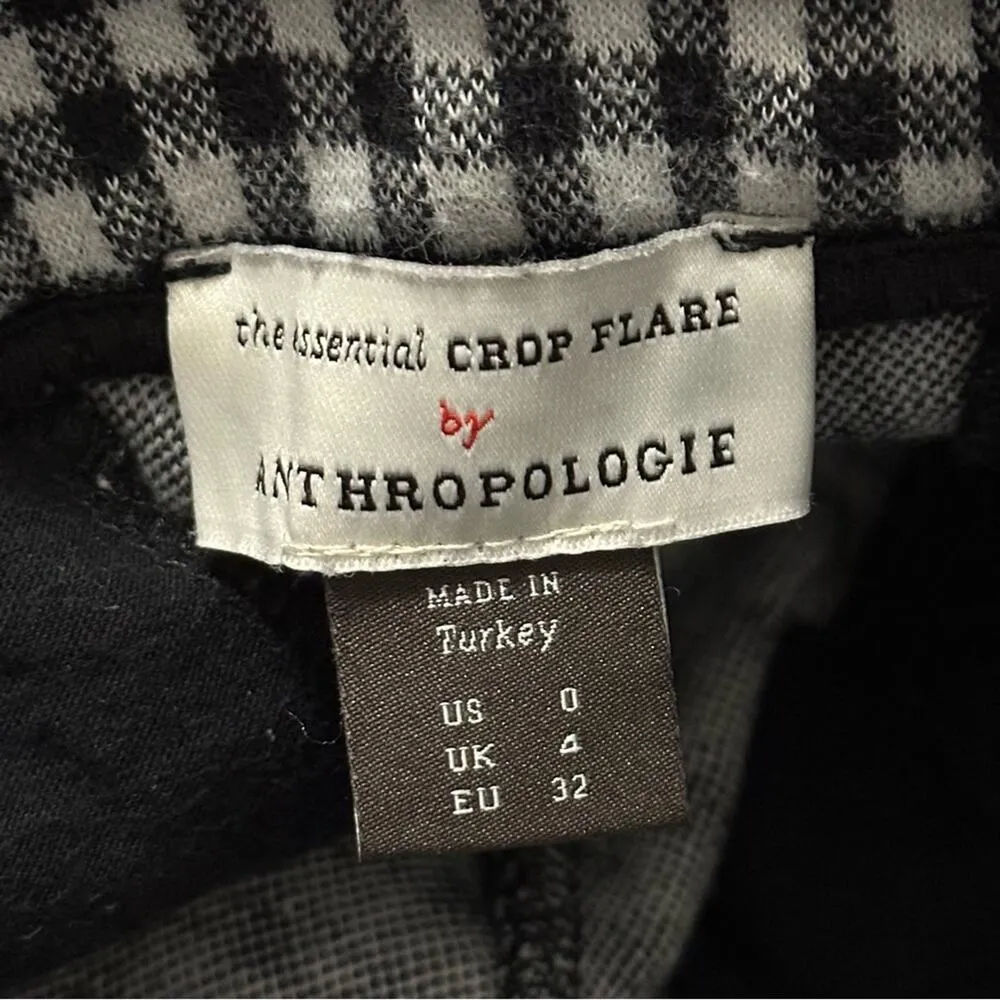 the essential CROP FLARE
by
ANTHROPOLOGIE
MADE IN
Turkey
US 0
UK 4
EU 32